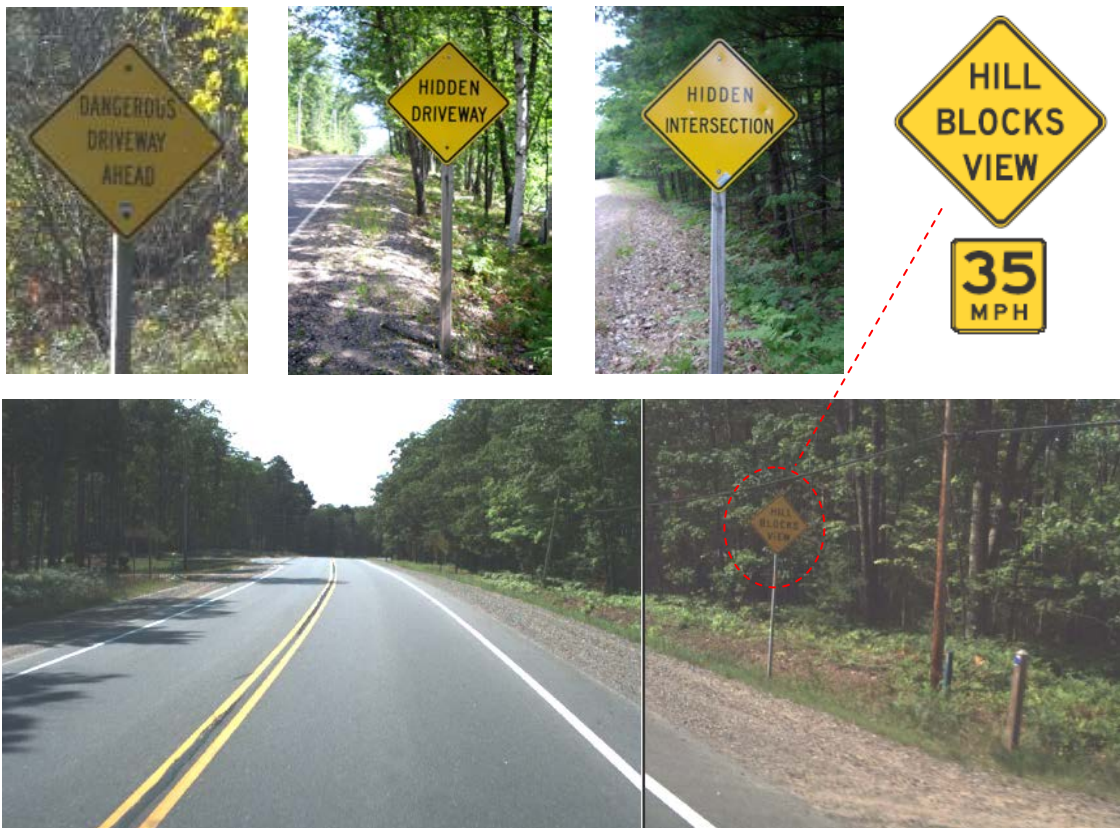 DANGEROUS
DRIVEWAY
AHEAD
HIDDEN
DRIVEWAY
HIDDEN
INTERSECTION
HILL
BLOCKS
VIEW
35
MPH
HILL
BLOCKS
VIEW